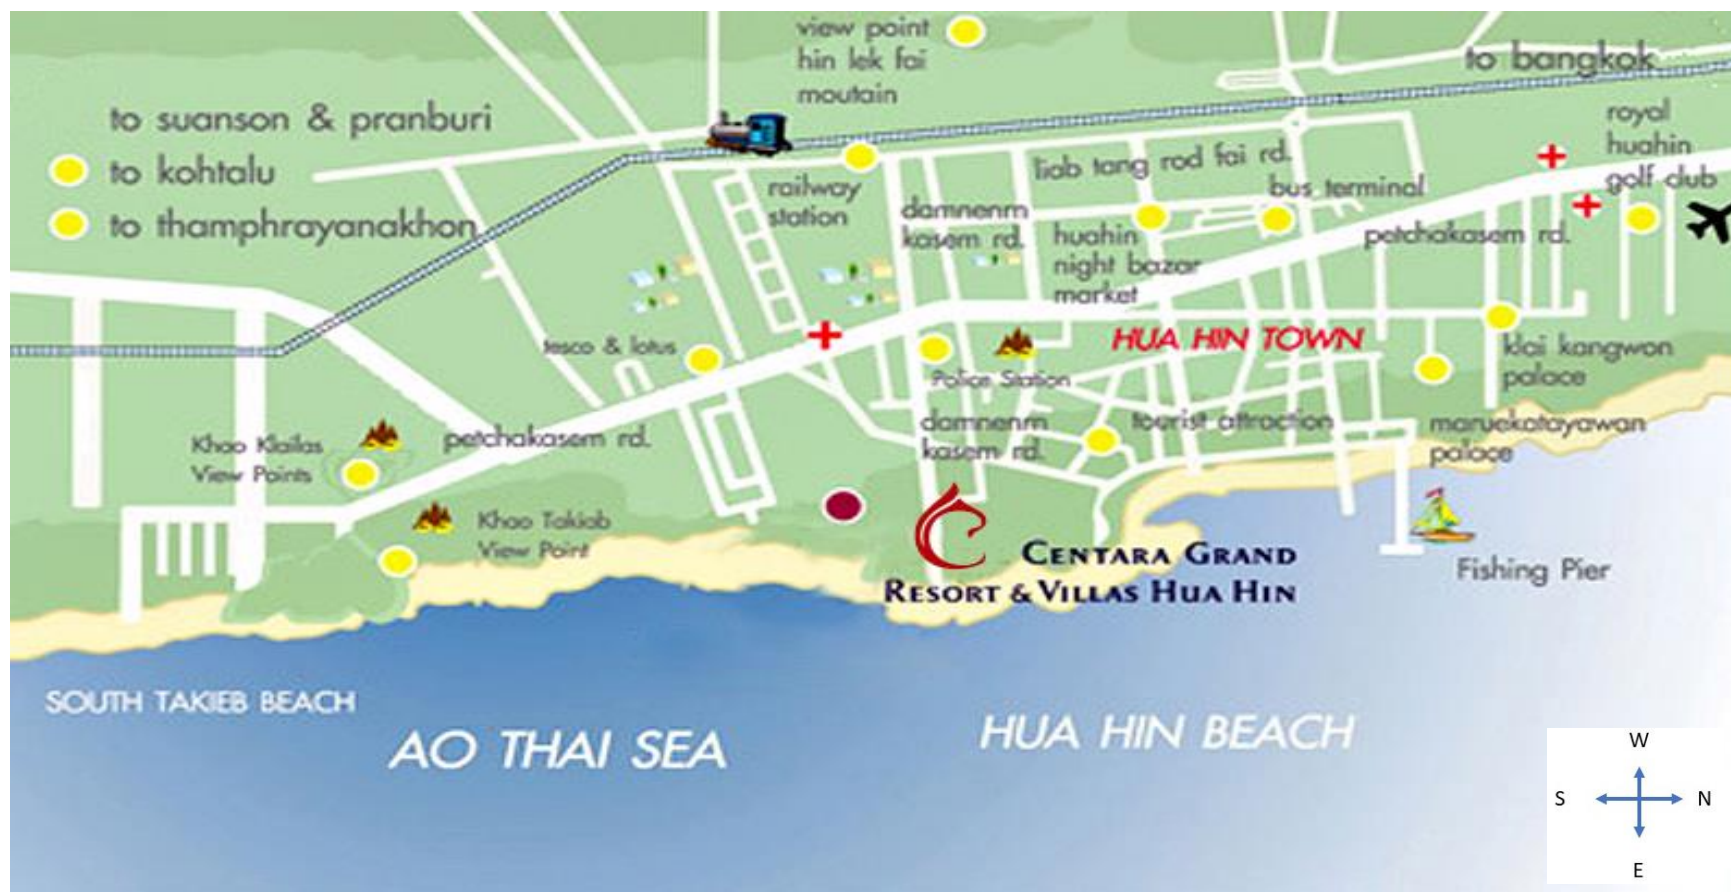 view point
hin lek fai
moutain
to bangkok
to suanson & pranburi
to kohtalu
to thamphrayanakhon
royal
huahin
golf club
liab tang rod fai rd.
railway
station
bus terminal
damnenm
kasem rd.
huahin
night bazar
market
petchakasem rd.
tesco & lotus
HUA HIN TOWN
klai kangwon
palace
Police Station
Khao Klailas
View Points
petchakasem rd.
damnenm
kasem rd.
tourist attraction
maruekatayawan
palace
Khao Takiab
View Point
CENTARA GRAND
RESORT & VILLAS HUA HIN
Fishing Pier
SOUTH TAKIEB BEACH
AO THAI SEA
HUA HIN BEACH
W
S
N
E